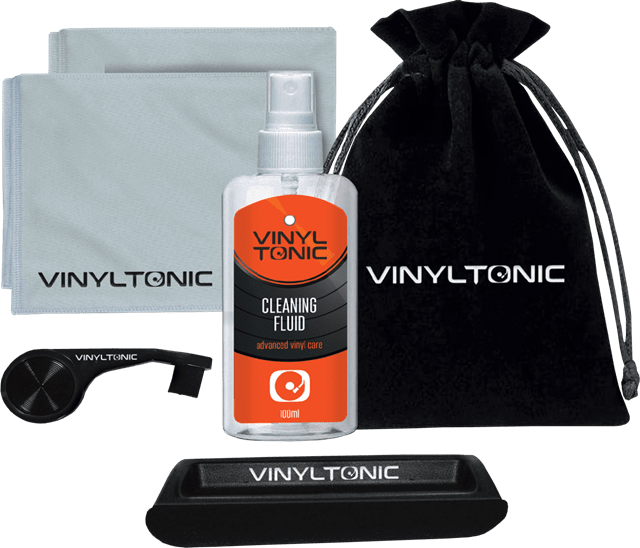 VINYLTONIC
VINYL
TONIC
CLEANING
FLUID
advanced vinyl care
100ml
VINYLTONIC
VINYLTONIC
VINYLTONIC